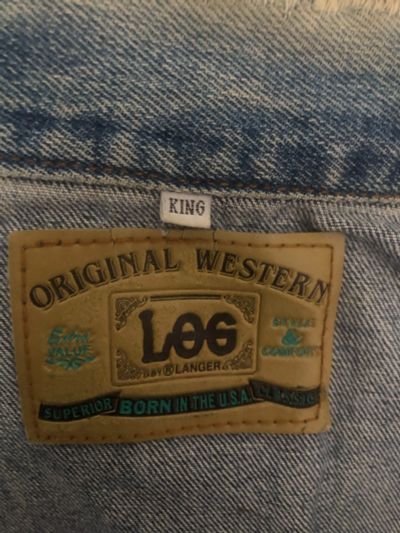 KING
ORIGINAL WESTERN
Extra VALUE
LOG
BY ® LANGER
STYLE & COMFORT
SUPERIOR BORN IN THE U.S.A. CLASSIC